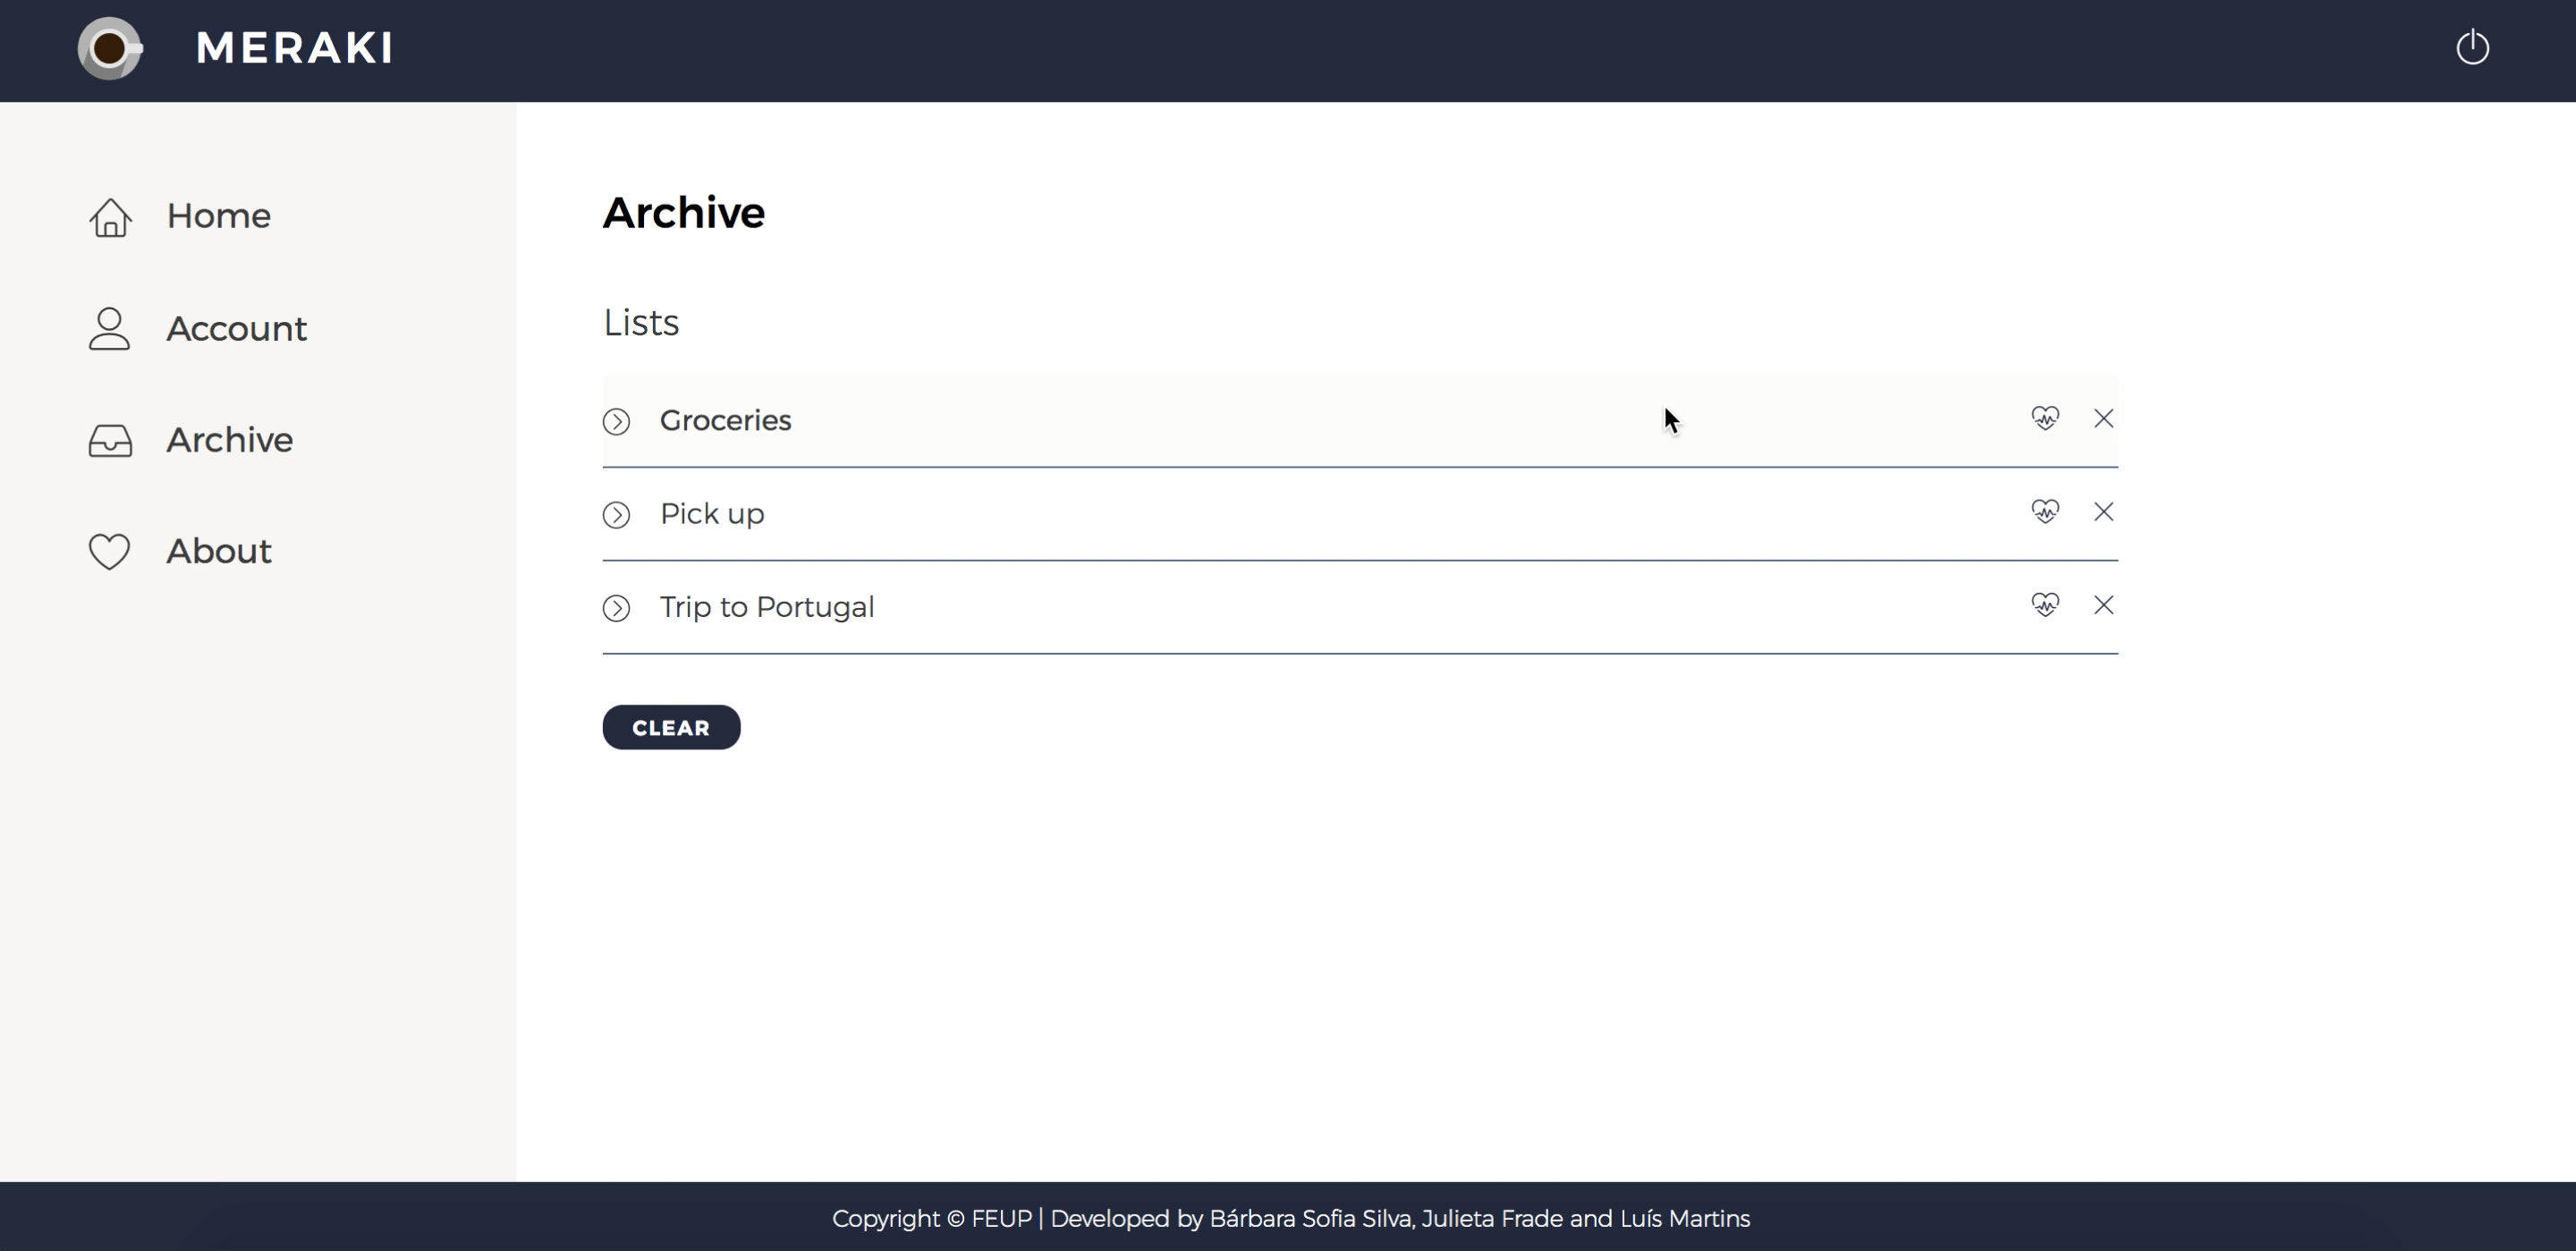 MERAKI
Home
Account
Archive
About
Archive
Lists
Groceries
Pick up
Trip to Portugal
CLEAR
Copyright © FEUP | Developed by Bárbara Sofia Silva, Julieta Frade and Luís Martins